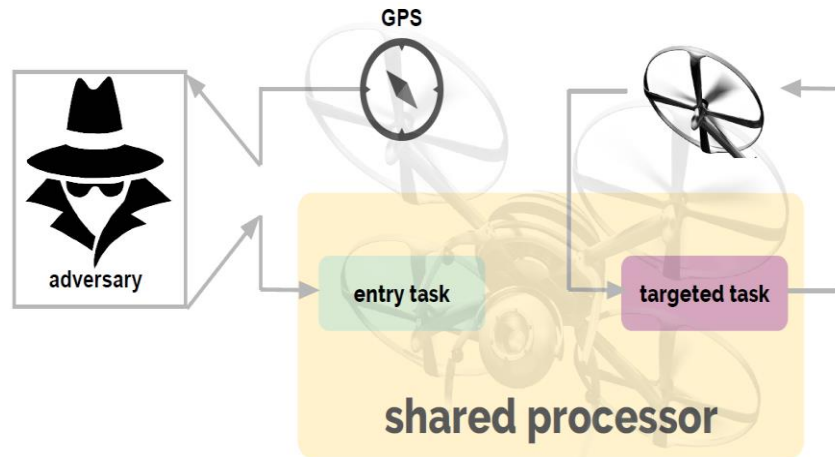 GPS
adversary
entry task
targeted task
shared processor